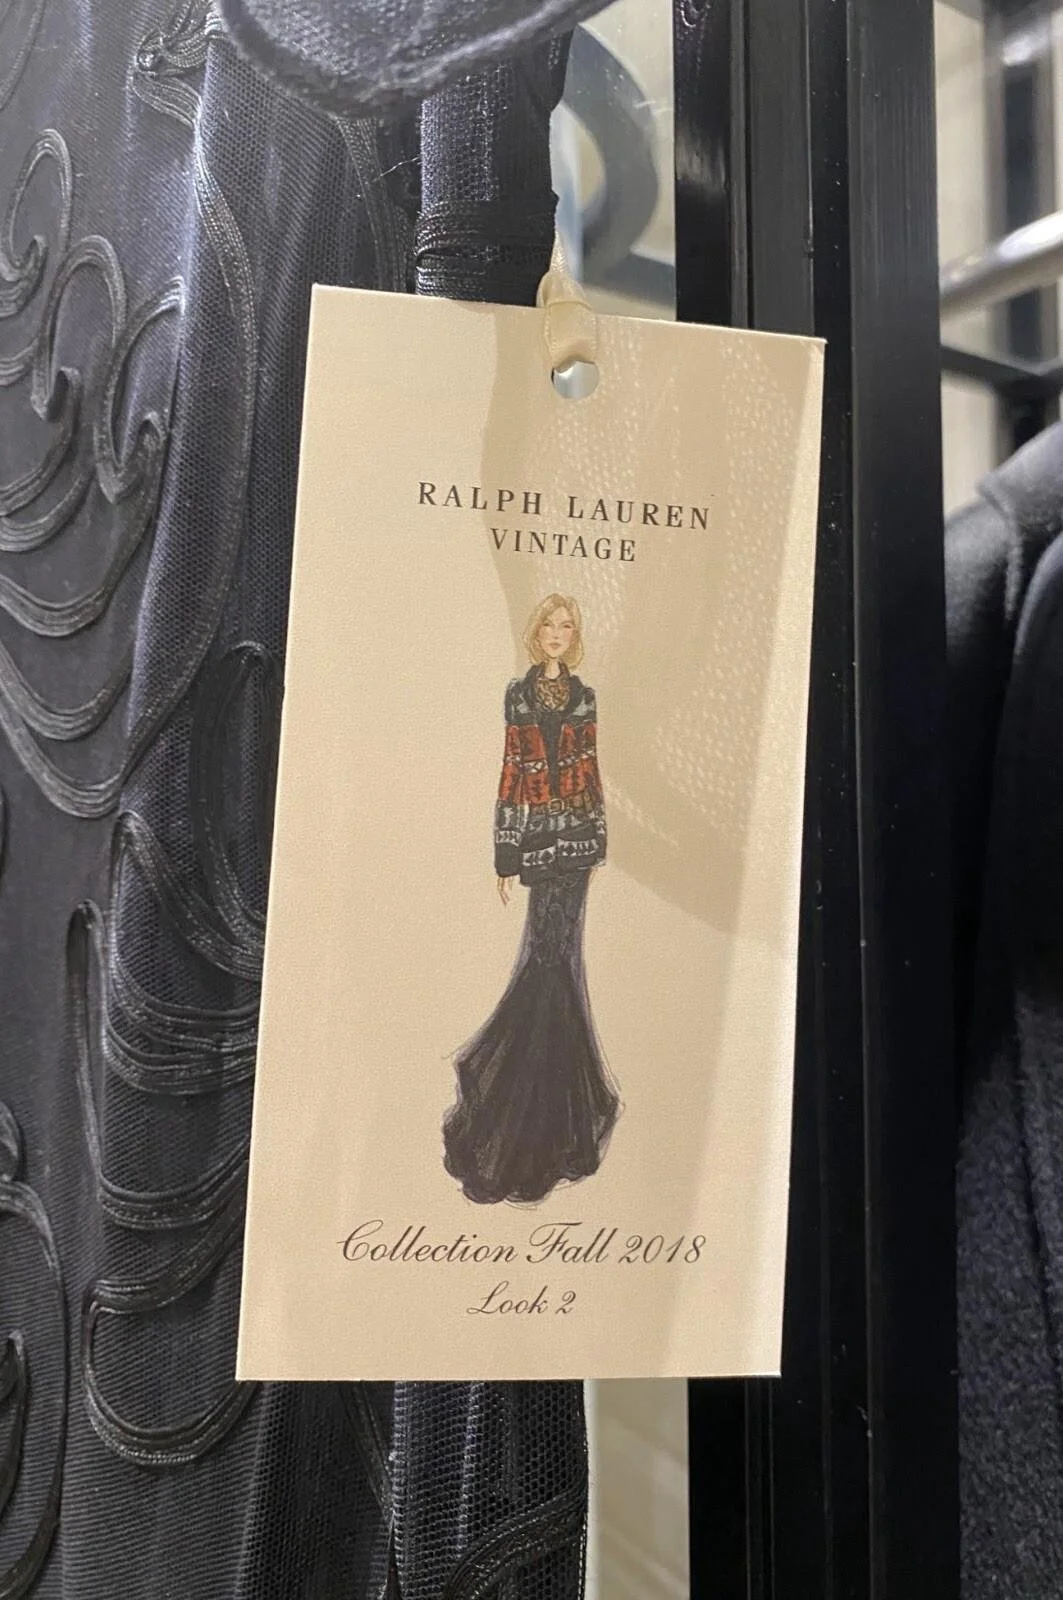 RALPH LAUREN
VINTAGE
Collection Fall 2018
Look 2